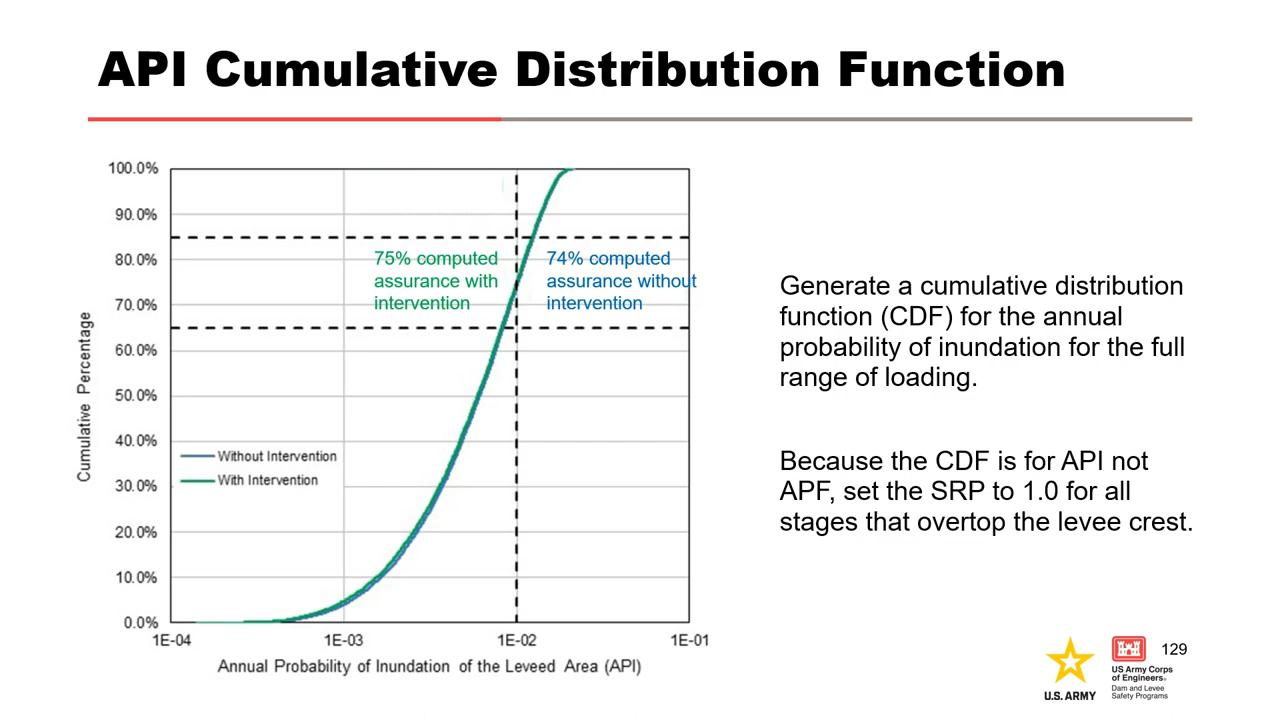 API Cumulative Distribution Function
100.0%
90.0%
80.0%
70.0%
60.0%
50.0%
40.0%
30.0%
20.0%
10.0%
0.0%
Cumulative Percentage
75% computed
assurance with
intervention
74% computed
assurance without
intervention
Without Intervention
With Intervention
1E-04
1E-03
1E-02
1E-01
Annual Probability of Inundation of the Leveed Area (API)
Generate a cumulative distribution
function (CDF) for the annual
probability of inundation for the full
range of loading.
Because the CDF is for API not
APF, set the SRP to 1.0 for all
stages that overtop the levee crest.
U.S. ARMY
US Army Corps
of Engineers®
Dam and Levee
Safety Programs
129